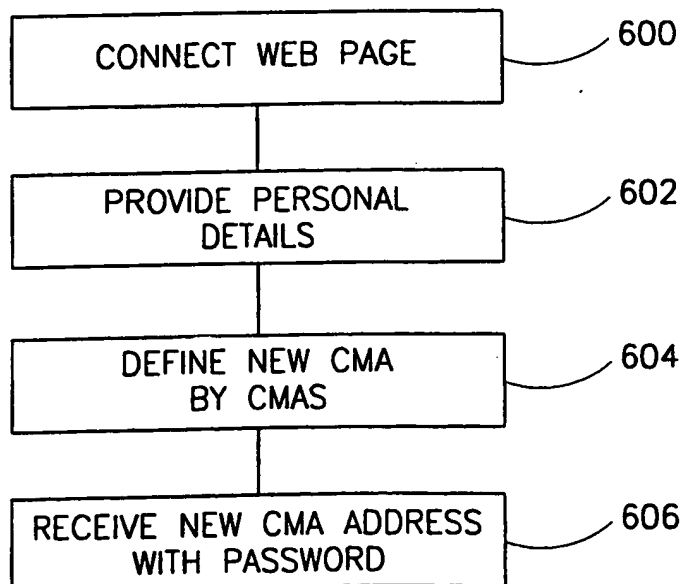 CONNECT WEB PAGE
600
PROVIDE PERSONAL
DETAILS
602
DEFINE NEW CMA
BY CMAS
604
RECEIVE NEW CMA ADDRESS
WITH PASSWORD
606